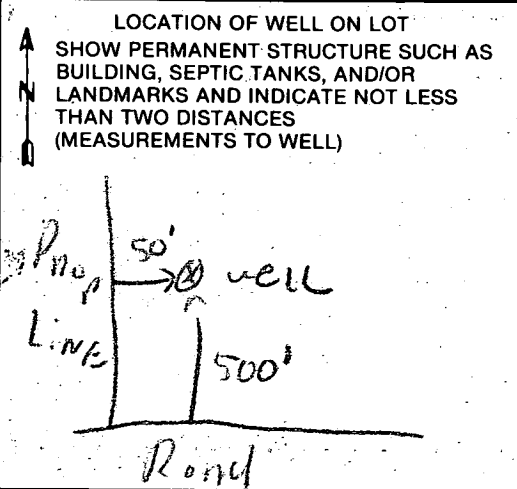 LOCATION OF WELL ON LOT
SHOW PERMANENT STRUCTURE SUCH AS
BUILDING, SEPTIC TANKS, AND/OR
N LANDMARKS AND INDICATE NOT LESS
THAN TWO DISTANCES
(MEASUREMENTS TO WELL)
50'
Prop
well
Line
500'
Road